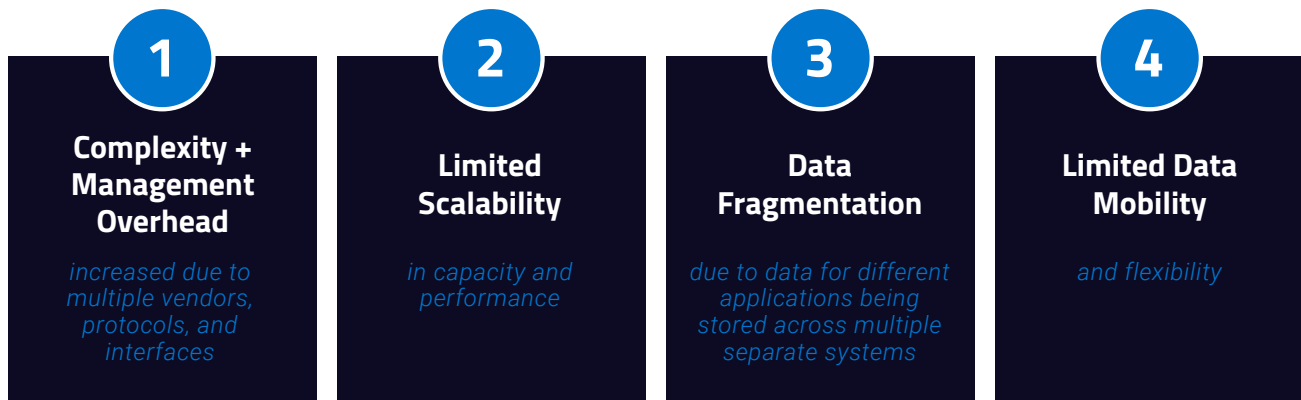 1
Complexity +
Management
Overhead
increased due to
multiple vendors,
protocols, and
interfaces
2
Limited
Scalability
in capacity and
performance
3
Data
Fragmentation
due to data for different
applications being
stored across multiple
separate systems
4
Limited Data
Mobility
and flexibility